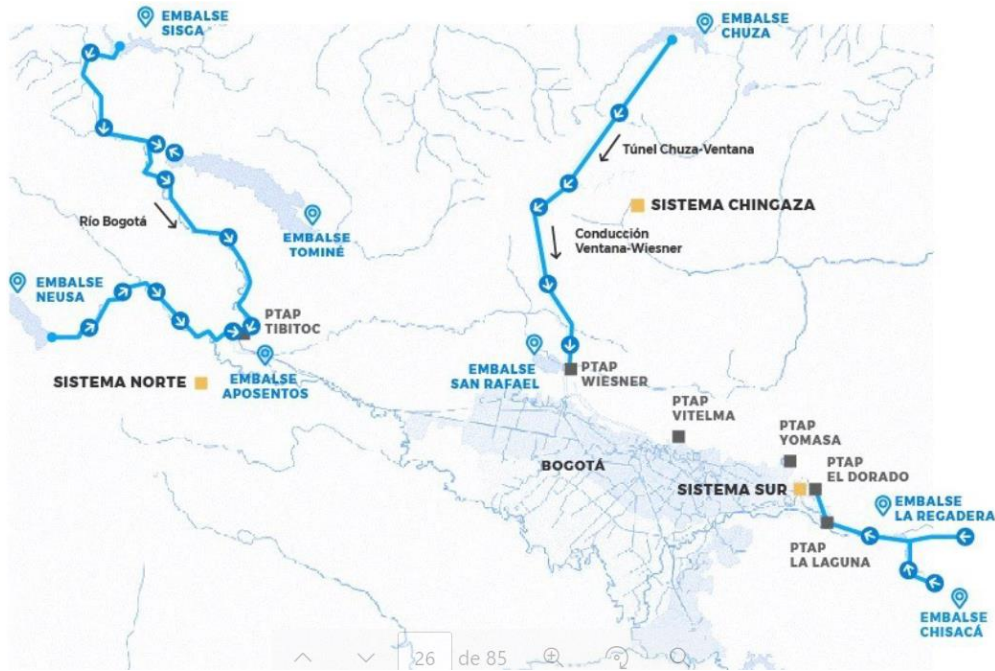 EMBALSE
SISGA
EMBALSE
CHUZA
Túnel Chuza-Ventana
SISTEMA CHINGAZA
Río Bogotá
EMBALSE
TOMINÉ
Conducción
Ventana-Wiesner
EMBALSE
NEUSA
PTAP
TIBITOC
SISTEMA NORTE
EMBALSE
APOSENTOS
EMBALSE
SAN RAFAEL
PTAP
WIESNER
PTAP
VITELMA
PTAP
YOMASA
BOGOTÁ
PTAP
EL DORADO
SISTEMA SUR
EMBALSE
LA REGADERA
PTAP
LA LAGUNA
EMBALSE
CHISACÁ
26 de 85